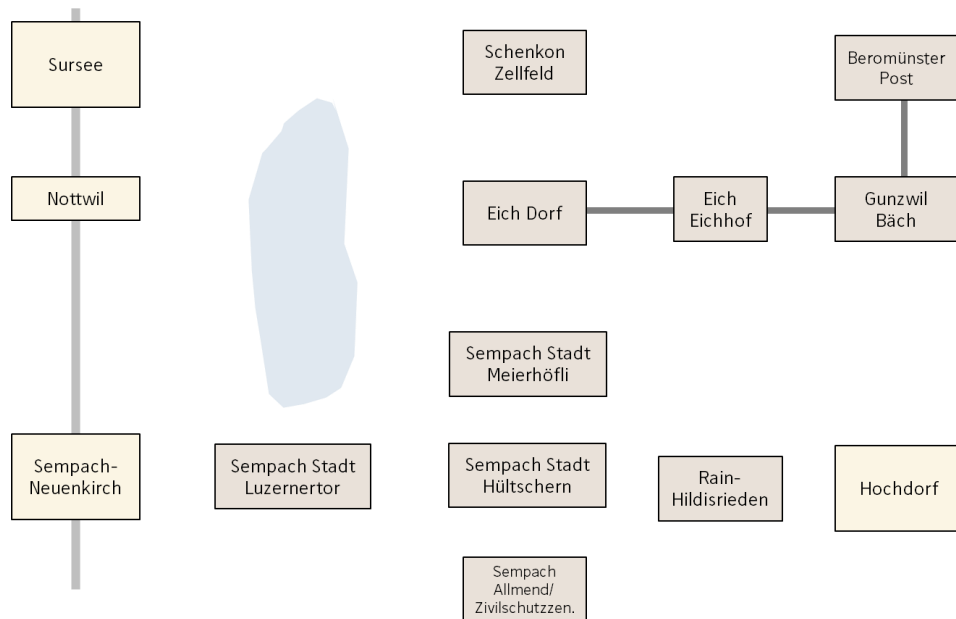 Sursee
Schenkon
Zellfeld
Beromünster
Post
Nottwil
Eich Dorf
Eich
Eichhof
Gunzwil
Bäch
Sempach Stadt
Meierhöfli
Sempach-
Neuenkirch
Sempach Stadt
Luzernertor
Sempach Stadt
Hültschern
Rain-
Hildisrieden
Hochdorf
Sempach
Allmend/
Zivilschutzzen.